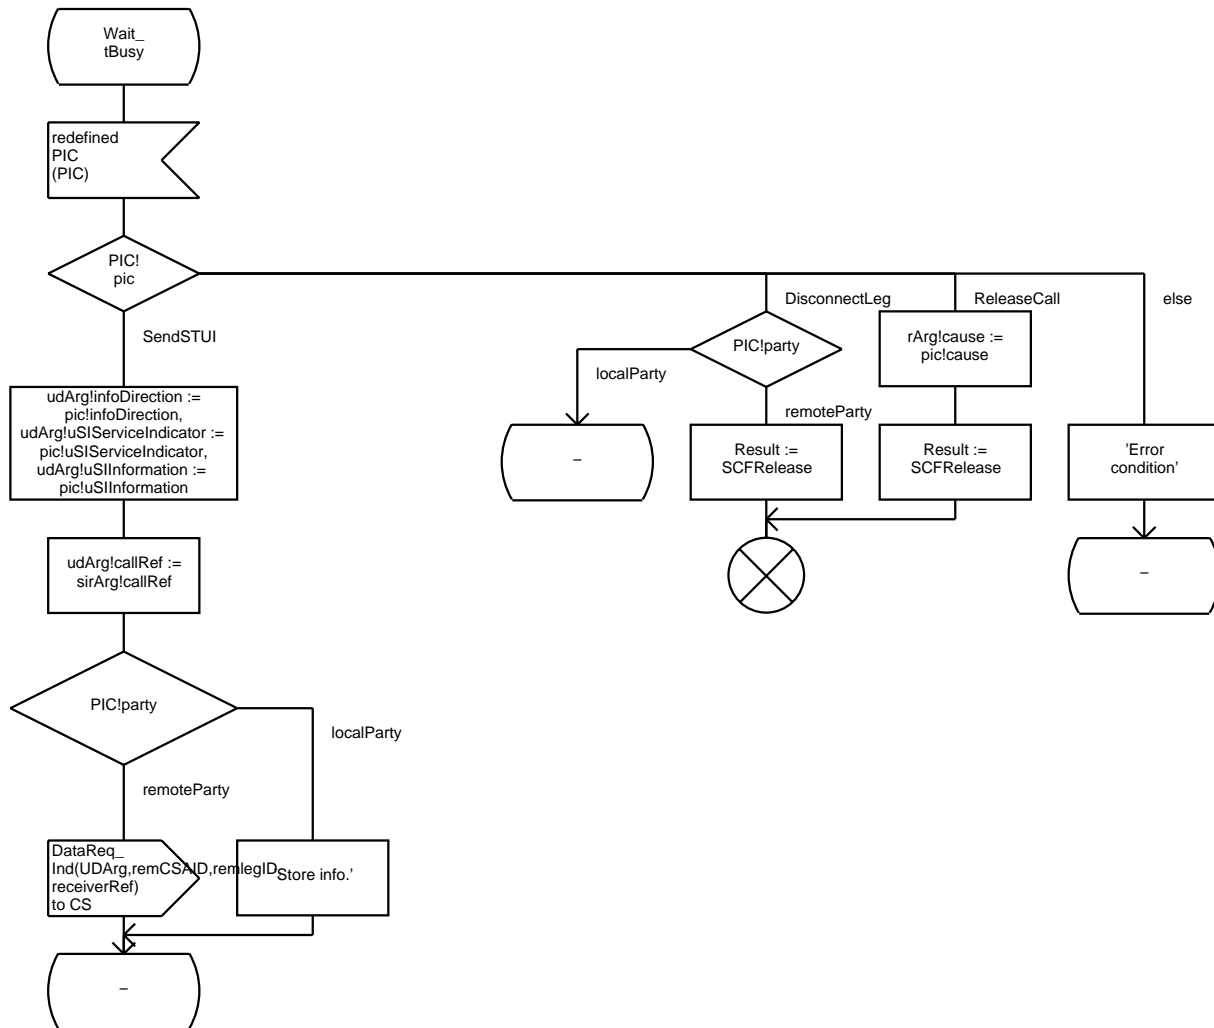 Wait_
tBusy
redefined
PIC
(PIC)
PIC!
pic
SendSTUI
DisconnectLeg
ReleaseCall
else
PIC!party
rArg!cause :=
pic!cause
localParty
remoteParty
–
Result :=
SCFRelease
Result :=
SCFRelease
'Error
condition’
–
udArg!infoDirection :=
pic!infoDirection,
udArg!uSIServiceIndicator :=
pic!uSIServiceIndicator,
udArg!uSIInformation :=
pic!uSIInformation
udArg!callRef :=
sirArg!callRef
PIC!party
localParty
remoteParty
DataReq_
Ind(UDArg,remCSAID,remlegID,
receiverRef)
to CS
'Store info.’
–